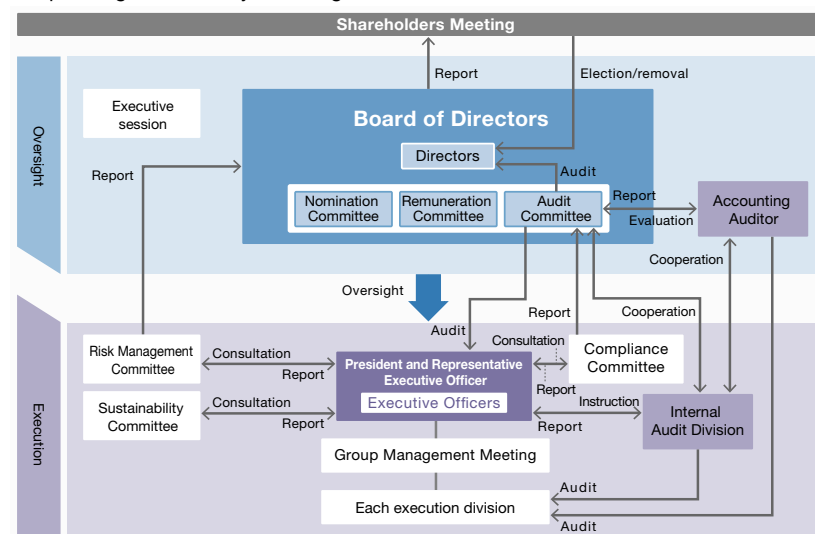 Shareholders Meeting
Report
Election/removal
Oversight
Executive
session
Board of Directors
Directors
Report
Audit
Nomination
Committee
Remuneration
Committee
Audit
Committee
Report
Evaluation
Accounting
Auditor
Cooperation
Oversight
Report
Cooperation
Audit
Execution
Risk Management
Committee
Consultation
Report
President and Representative
Executive Officer
Executive Officers
Consultation
Report
Compliance
Committee
Sustainability
Committee
Consultation
Report
Instruction
Report
Internal
Audit Division
Group Management Meeting
Each execution division
Audit
Audit